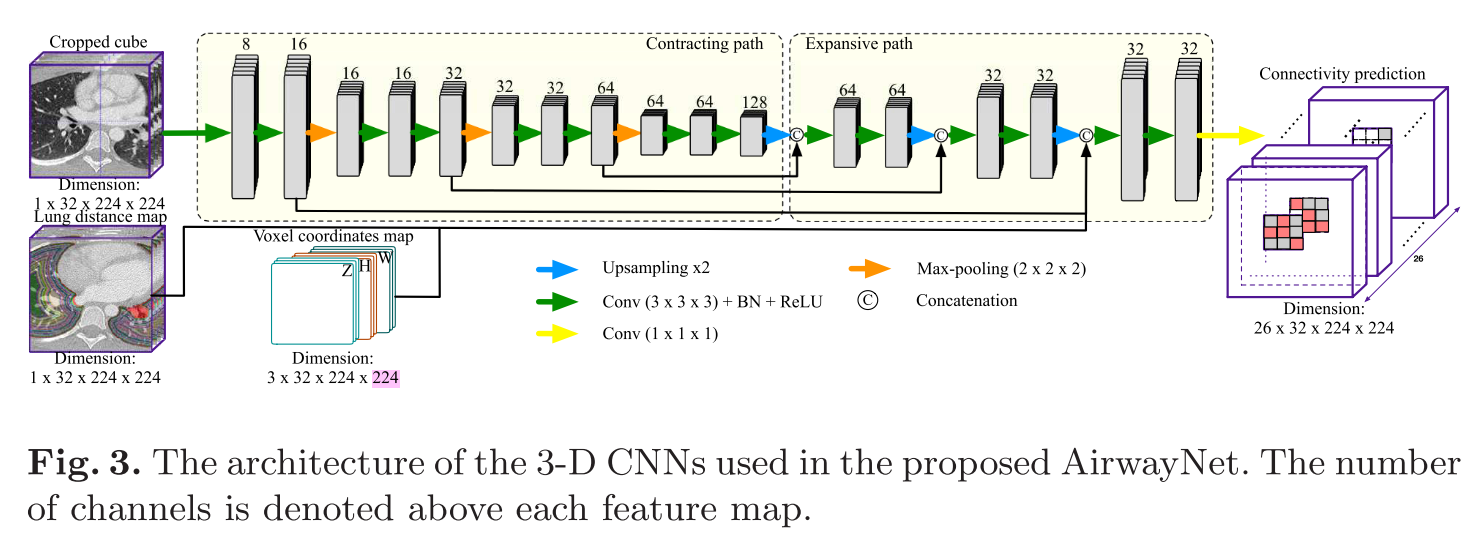 Cropped cube
Dimension:
1 x 32 x 224 x 224
Lung distance map
Dimension:
1 x 32 x 224 x 224
Contracting path
8
16
16
16
32
32
32
64
64
64
128
C
Expansive path
64
64
C
32
32
C
32
32
Voxel coordinates map
Z
H
W
Dimension:
3 x 32 x 224 x 224
Upsampling x2
Conv (3 x 3 x 3) + BN + ReLU
Conv (1 x 1 x 1)
Max-pooling (2 x 2 x 2)
C Concatenation
Connectivity prediction
26
Dimension:
26 x 32 x 224 x 224
Fig. 3. The architecture of the 3-D CNNs used in the proposed AirwayNet. The number
of channels is denoted above each feature map.